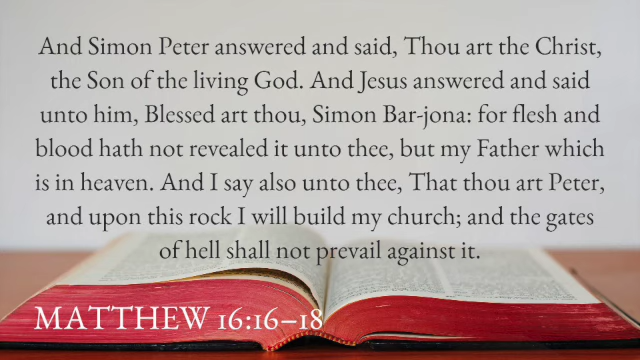 And Simon Peter answered and said, Thou art the Christ,
the Son of the living God. And Jesus answered and said
unto him, Blessed art thou, Simon Bar-jona: for flesh and
blood hath not revealed it unto thee, but my Father which
is in heaven. And I say also unto thee, That thou art Peter,
and upon this rock I will build my church; and the gates
of hell shall not prevail against it.
MATTHEW 16:16–18